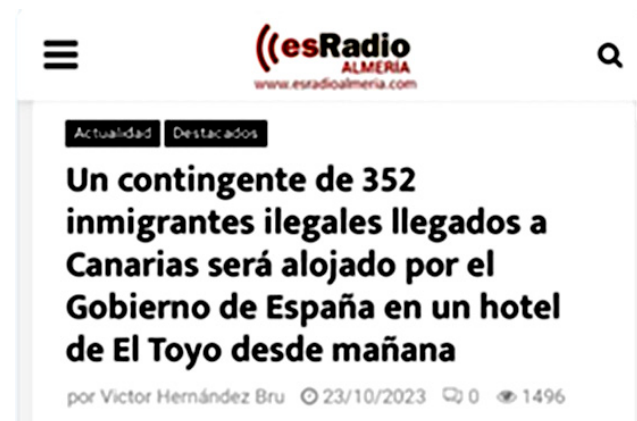 esRadio
ALMERÍA
www.esradioalmeria.com
Actualidad Destacados
Un contingente de 352
inmigrantes ilegales llegados a
Canarias será alojado por el
Gobierno de España en un hotel
de El Toyo desde mañana
por Victor Hernández Bru 23/10/2023 0 1496